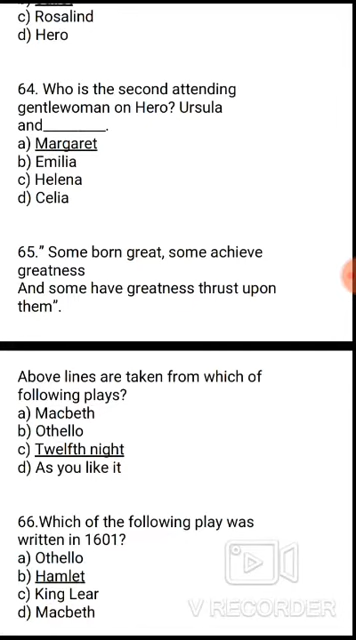 c) Rosalind
d) Hero
64. Who is the second attending
gentlewoman on Hero? Ursula
and________.
a) Margaret
b) Emilia
c) Helena
d) Celia
65." Some born great, some achieve
greatness
And some have greatness thrust upon
them".
Above lines are taken from which of
following plays?
a) Macbeth
b) Othello
c) Twelfth night
d) As you like it
66.Which of the following play was
written in 1601?
a) Othello
b) Hamlet
c) King Lear
d) Macbeth
V RECORDER